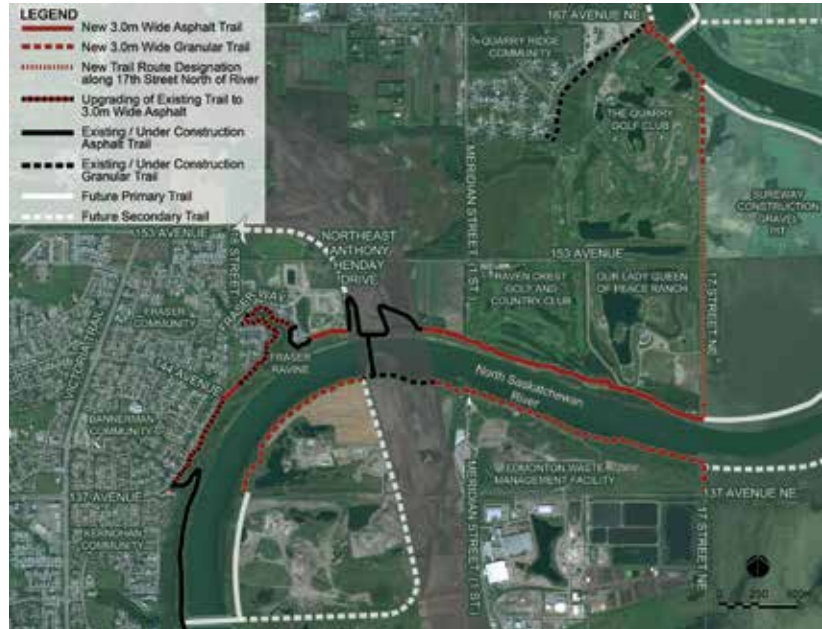 LEGEND
New 3.0m Wide Asphalt Trail
New 3.0m Wide Granular Trail
New Trail Route Designation
along 17th Street North of River
Upgrading of Existing Trail to
3.0m Wide Asphalt
Existing / Under Construction
Asphalt Trail
Existing / Under Construction
Granular Trail
Future Primary Trail
Future Secondary Trail
167 AVENUE NE
QUARRY RIDGE
COMMUNITY
THE QUARRY
GOLF CLUB
MERIDIAN STREET (1 ST.)
SUREWAY
CONSTRUCTION
GRAVEL
PIT
153 AVENUE
STREET
NORTHEAST
ANTHONY
HENDAY
DRIVE
153 AVENUE
RAVEN CREST
GOLF AND
COUNTRY CLUB
OUR LADY QUEEN
OF PEACE RANCH
17 STREET NE
FRASER WAY
FRASER
COMMUNITY
VICTORIA TRAIL
FRASER
RAVINE
144 AVENUE
North Saskatchewan
River
BANNERMAN
COMMUNITY
EDMONTON WASTE
MANAGEMENT FACILITY
MERIDIAN STREET (1 ST.)
137 AVENUE
137 AVENUE NE
17 STREET NE
KERNOHAN
COMMUNITY
0 250 500m